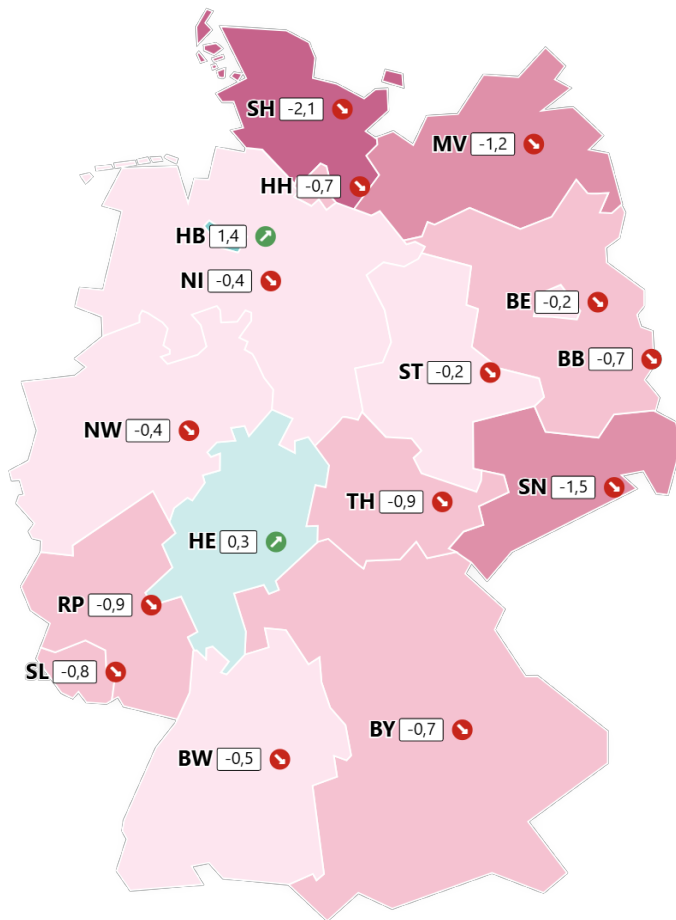 SH -2,1
MV -1,2
HH -0,7
HB 1,4
NI -0,4
BE -0,2
BB -0,7
ST -0,2
NW -0,4
SN -1,5
TH -0,9
HE 0,3
RP -0,9
SL -0,8
BY -0,7
BW -0,5